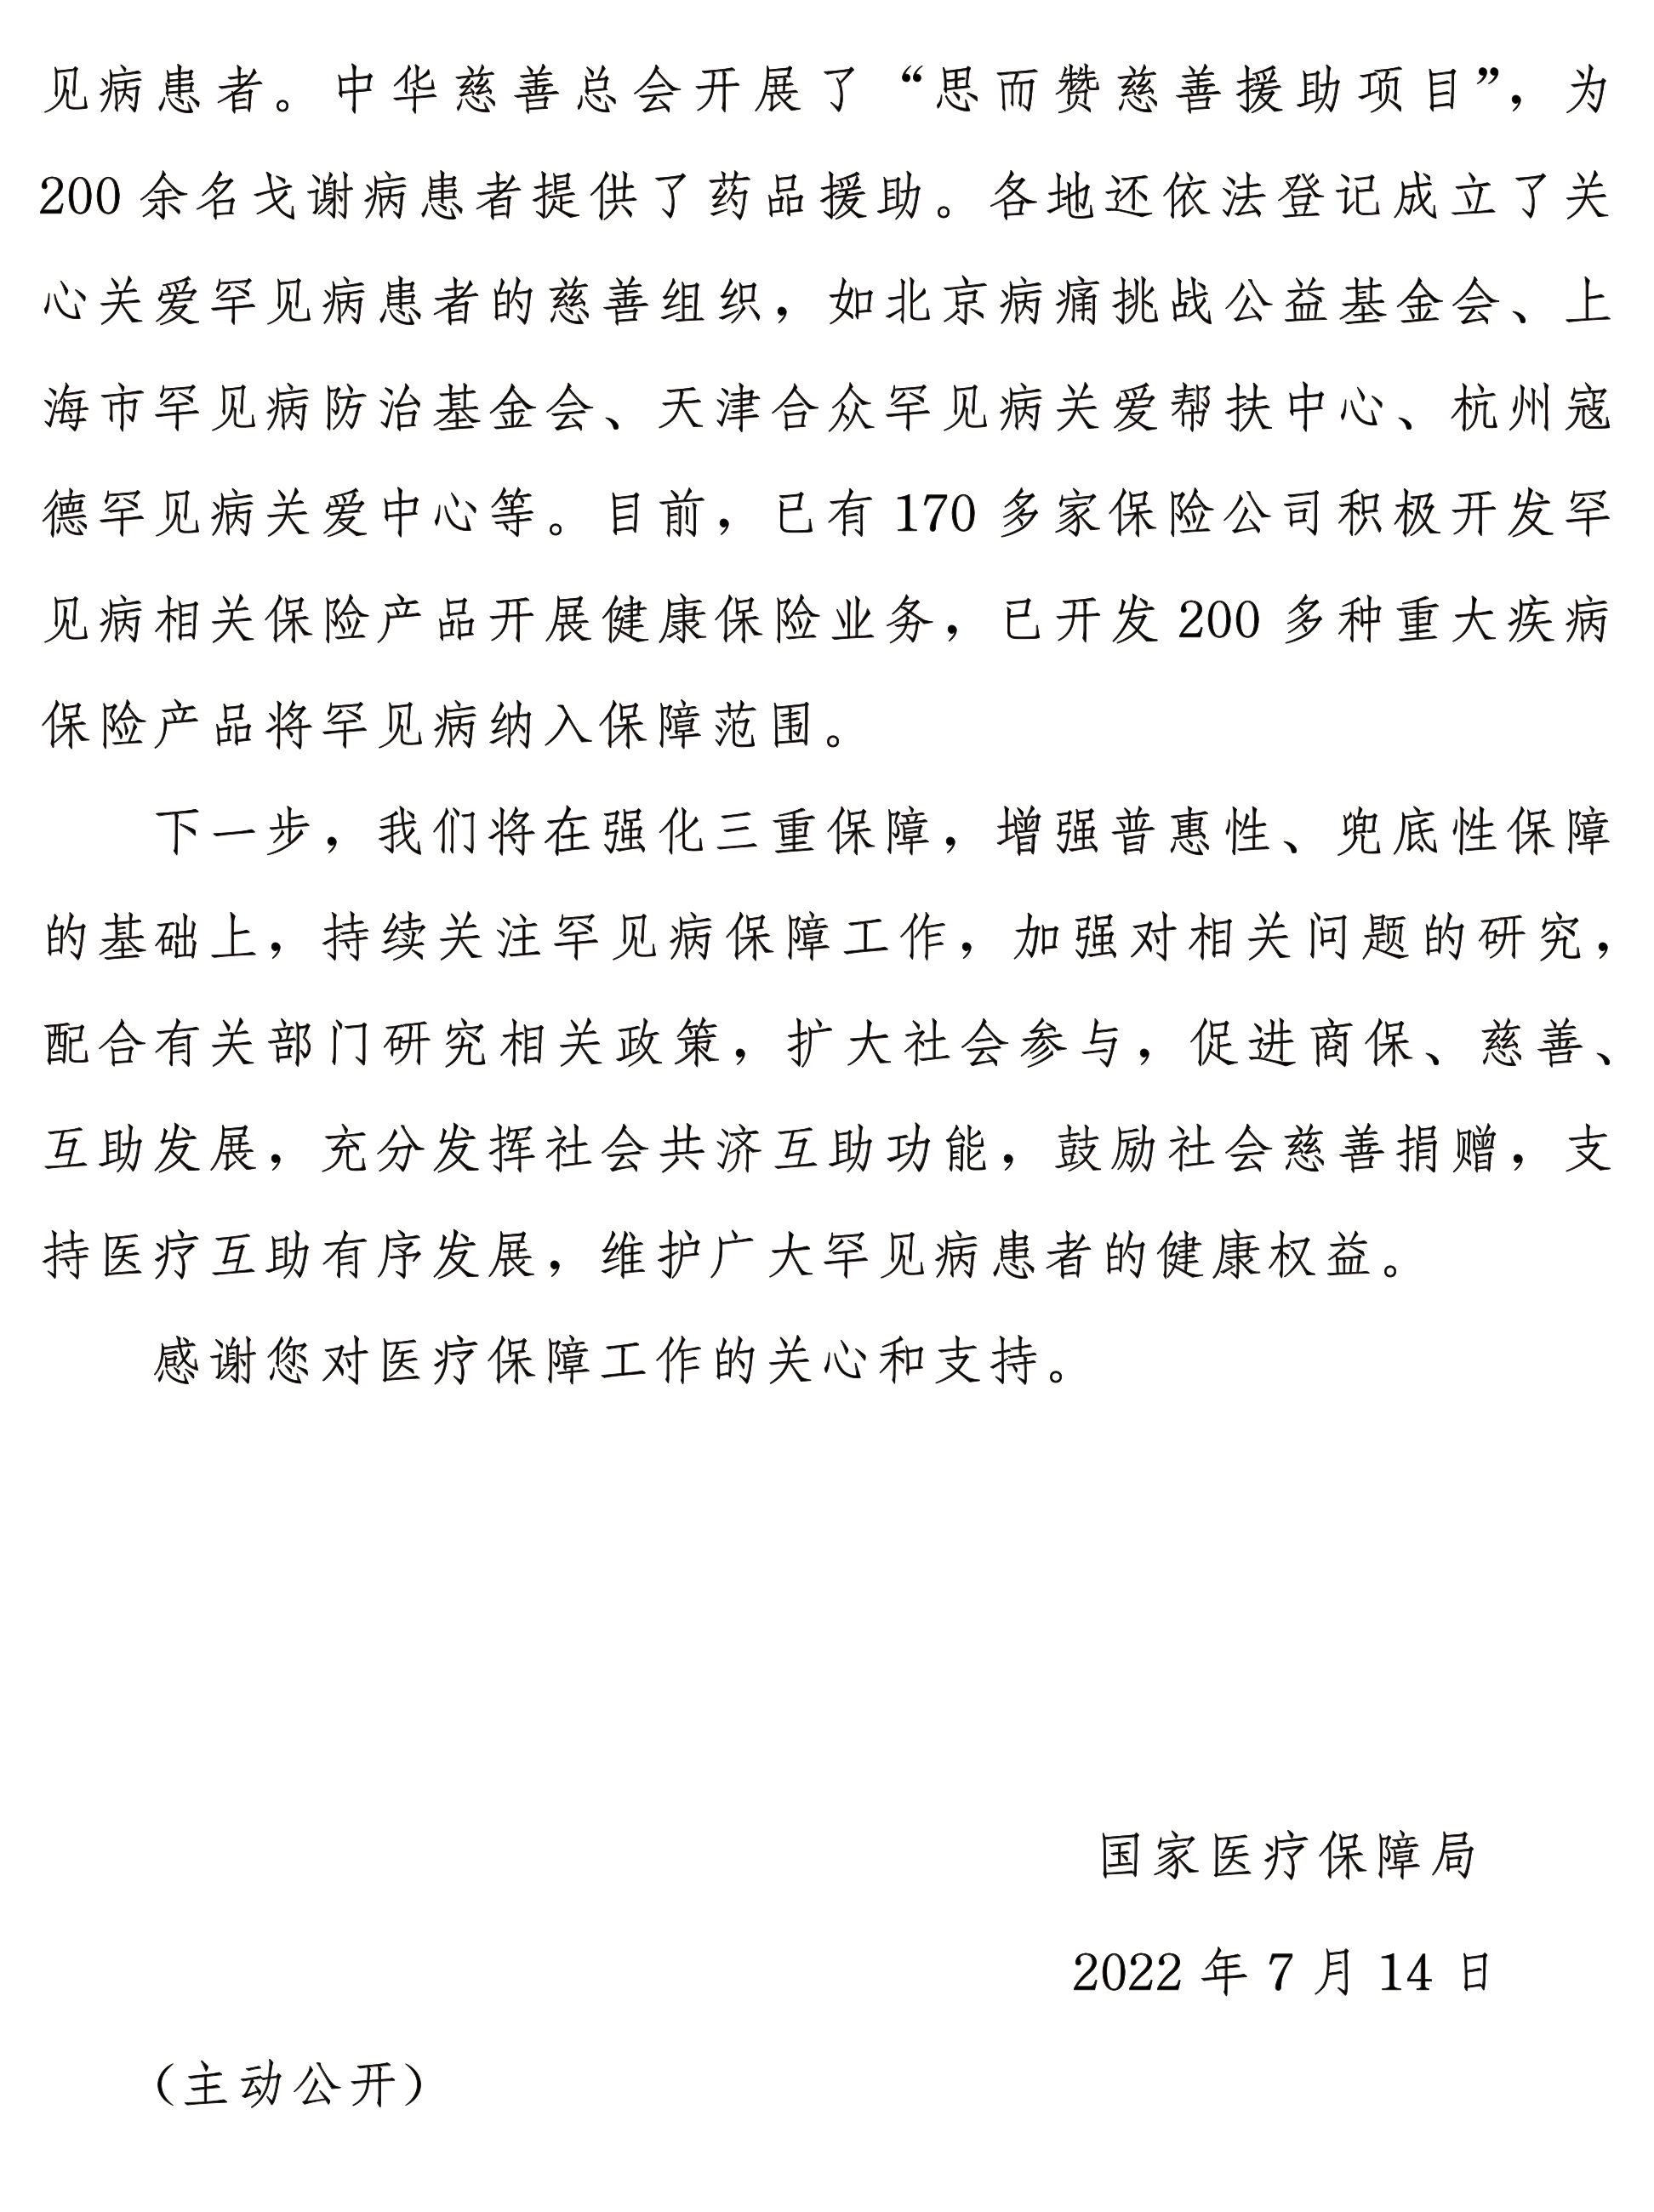 见病患者。中华慈善总会开展了“思而赞慈善援助项目”，为
200 余名戈谢病患者提供了药品援助。各地还依法登记成立了关
心关爱罕见病患者的慈善组织，如北京病痛挑战公益基金会、上
海市罕见病防治基金会、天津合众罕见病关爱帮扶中心、杭州寇
德罕见病关爱中心等。目前，已有 170 多家保险公司积极开发罕
见病相关保险产品开展健康保险业务，已开发 200 多种重大疾病
保险产品将罕见病纳入保障范围。
下一步，我们将在强化三重保障，增强普惠性、兜底性保障
的基础上，持续关注罕见病保障工作，加强对相关问题的研究，
配合有关部门研究相关政策，扩大社会参与，促进商保、慈善、
互助发展，充分发挥社会共济互助功能，鼓励社会慈善捐赠，支
持医疗互助有序发展，维护广大罕见病患者的健康权益。
感谢您对医疗保障工作的关心和支持。
国家医疗保障局
2022 年 7 月 14 日
（主动公开）